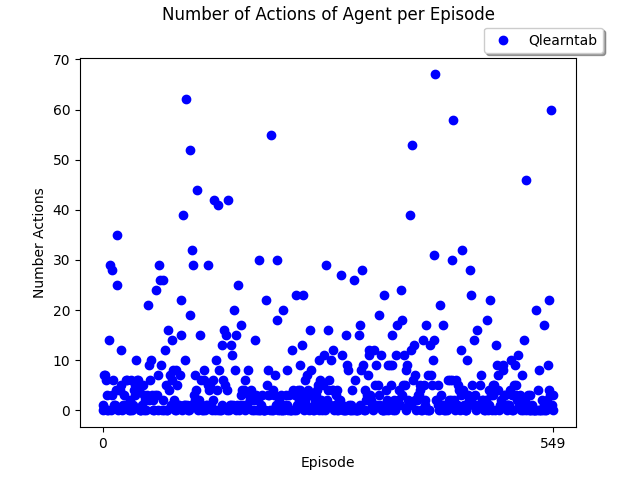 Number of Actions of Agent per Episode
Qlearntab
70
60
50
40
30
20
10
0
Number Actions
0 549
Episode